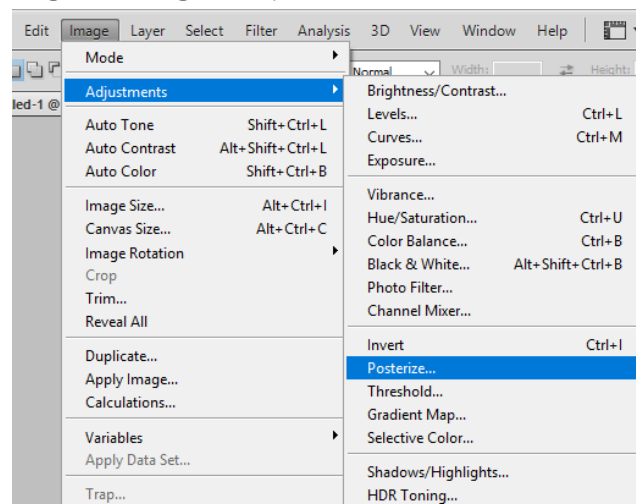 Edit Image Layer Select Filter Analysis 3D View Window Help
Normal Width: Height:
led-1 @
Mode
Adjustments
Auto Tone Shift+Ctrl+L
Auto Contrast Alt+Shift+Ctrl+L
Auto Color Shift+Ctrl+B
Image Size... Alt+Ctrl+I
Canvas Size... Alt+Ctrl+C
Image Rotation
Crop
Trim...
Reveal All
Duplicate...
Apply Image...
Calculations...
Variables
Apply Data Set...
Trap...
Brightness/Contrast...
Levels... Ctrl+L
Curves... Ctrl+M
Exposure...
Vibrance...
Hue/Saturation... Ctrl+U
Color Balance... Ctrl+B
Black & White... Alt+Shift+Ctrl+B
Photo Filter...
Channel Mixer...
Invert Ctrl+I
Posterize...
Threshold...
Gradient Map...
Selective Color...
Shadows/Highlights...
HDR Toning...